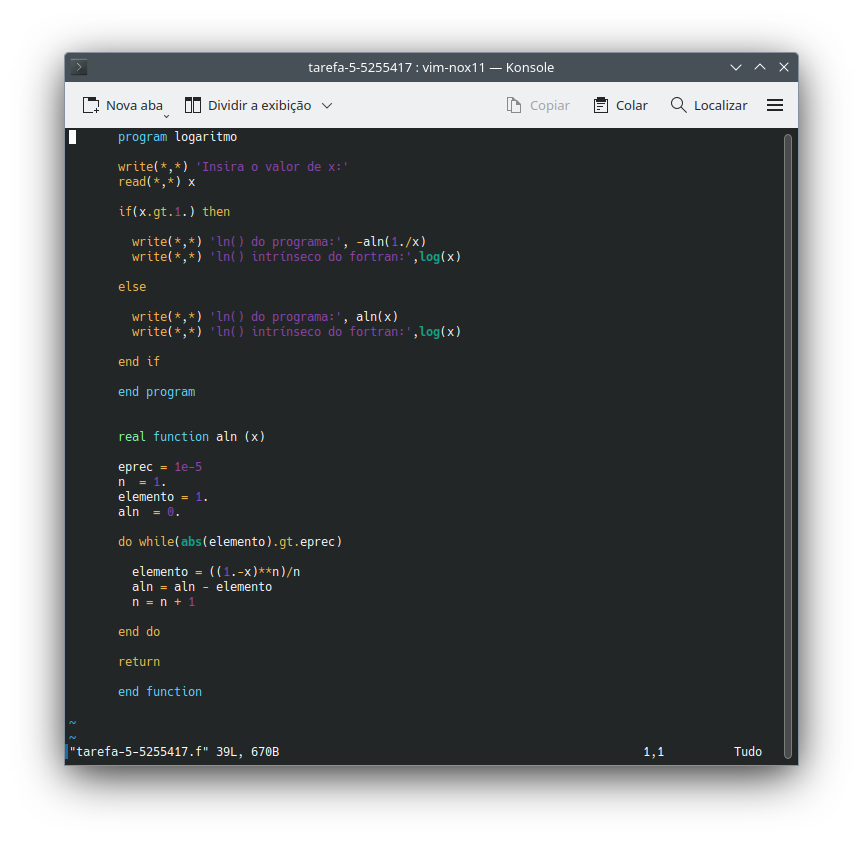 tarefa-5-5255417 : vim-nox11 — Konsole
Nova aba Dividir a exibição Copiar Colar Localizar
program logaritmo
write(*,*) 'Insira o valor de x:'
read(*,*) x
if(x.gt.1.) then
write(*,*) 'ln() do programa:', -aln(1./x)
write(*,*) 'ln() intrínseco do fortran:',log(x)
else
write(*,*) 'ln() do programa:', aln(x)
write(*,*) 'ln() intrínseco do fortran:',log(x)
end if
end program
real function aln (x)
eprec = 1e-5
n  = 1.
elemento = 1.
aln  = 0.
do while(abs(elemento).gt.eprec)
elemento = ((1.-x)**n)/n
aln = aln - elemento
n = n + 1
end do
return
end function
~
~
"tarefa-5-5255417.f" 39L, 670B 1,1 Tudo